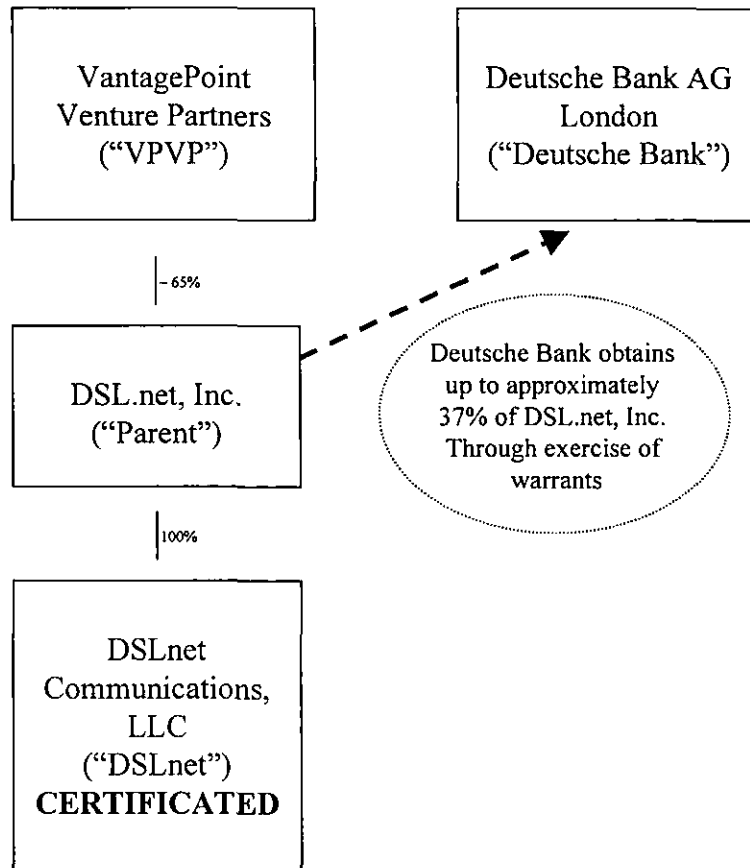 VantagePoint
Venture Partners
(“VPVP”)
Deutsche Bank AG
London
(“Deutsche Bank”)
~ 65%
DSL.net, Inc.
(“Parent”)
Deutsche Bank obtains
up to approximately
37% of DSL.net, Inc.
Through exercise of
warrants
100%
DSLnet
Communications,
LLC
(“DSLnet”)
CERTIFICATED